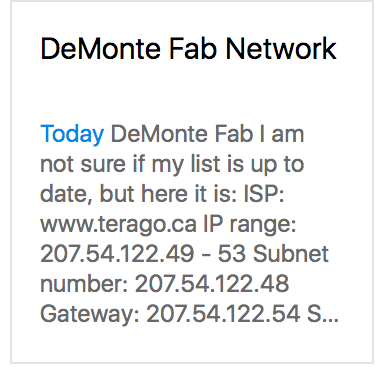 DeMonte Fab Network
Today DeMonte Fab I am
not sure if my list is up to
date, but here it is: ISP:
www.terago.ca IP range:
207.54.122.49 - 53 Subnet
number: 207.54.122.48
Gateway: 207.54.122.54 S...